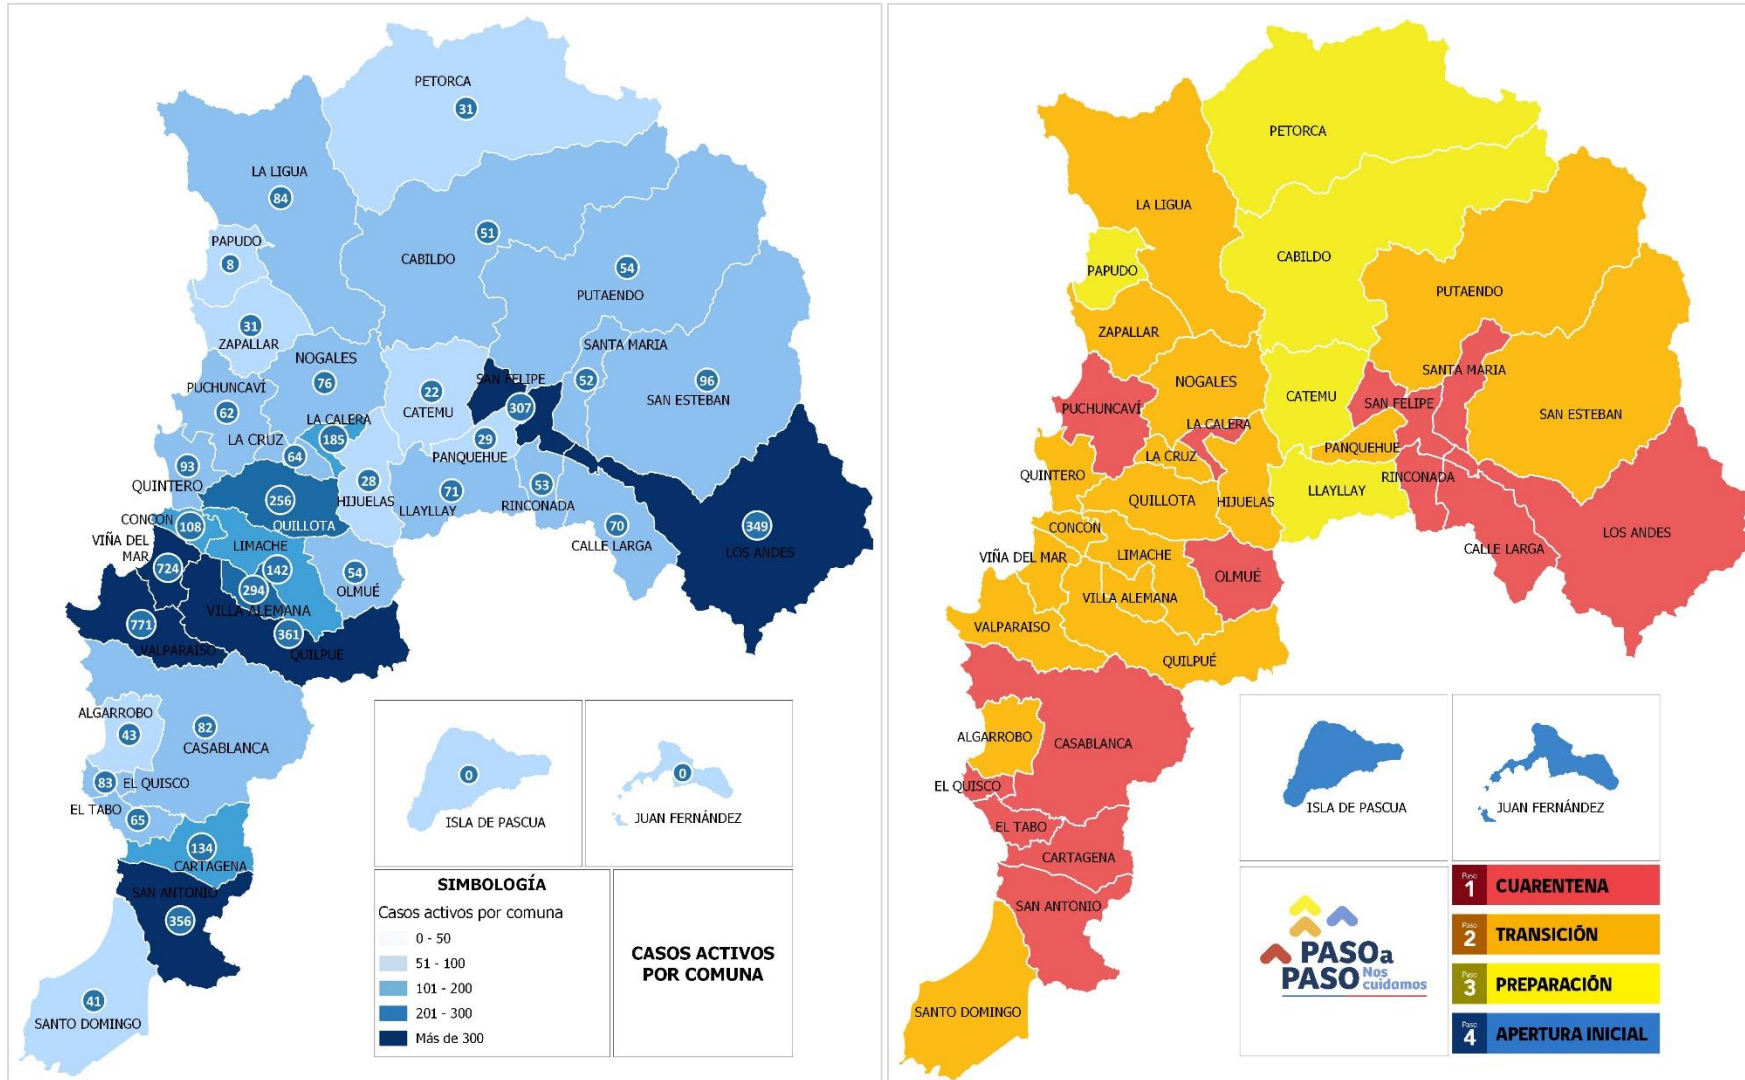 PETORCA
31
LA LIGUA
84
PAPUDO
8
CABILDO
51
54
PUTAENDO
31
ZAPALLAR
NOGALES
76
SANTA MARIA
52
96
SAN ESTEBAN
PUCHUNCAVÍ
62
22
CATEMU
SAN FELIPE
307
LA CALERA
185
LA CRUZ
64
29
PANQUEHUE
93
QUINTERO
28
HIJUELAS
71
LLAYLLAY
53
RINCONADA
256
QUILLOTA
CONCON
108
70
CALLE LARGA
349
LOS ANDES
VIÑA DEL
MAR
724
LIMACHE
142
54
OLMUÉ
294
VILLA ALEMANA
771
VALPARAISO
361
QUILPUE
ALGARROBO
43
82
CASABLANCA
83
EL QUISCO
EL TABO
65
134
CARTAGENA
SAN ANTONIO
356
41
SANTO DOMINGO
0
ISLA DE PASCUA
0
JUAN FERNÁNDEZ
SIMBOLOGÍA
Casos activos por comuna
0 - 50
51 - 100
101 - 200
201 - 300
Más de 300
CASOS ACTIVOS
POR COMUNA
PETORCA
LA LIGUA
CABILDO
PAPUDO
PUTAENDO
ZAPALLAR
NOGALES
SANTA MARIA
CATEMU
PUCHUNCAVÍ
SAN FELIPE
SAN ESTEBAN
LA CALERA
PANQUEHUE
LA CRUZ
QUINTERO
RINCONADA
LLAYLLAY
QUILLOTA
HIJUELAS
CONCON
LOS ANDES
VIÑA DEL MAR
LIMACHE
CALLE LARGA
OLMUÉ
VILLA ALEMANA
VALPARAISO
QUILPUÉ
ALGARROBO
CASABLANCA
EL QUISCO
EL TABO
CARTAGENA
SAN ANTONIO
SANTO DOMINGO
ISLA DE PASCUA
JUAN FERNÁNDEZ
PASO a
PASO Nos
cuidamos
Paso 1 CUARENTENA
Paso 2 TRANSICIÓN
Paso 3 PREPARACIÓN
Paso 4 APERTURA INICIAL